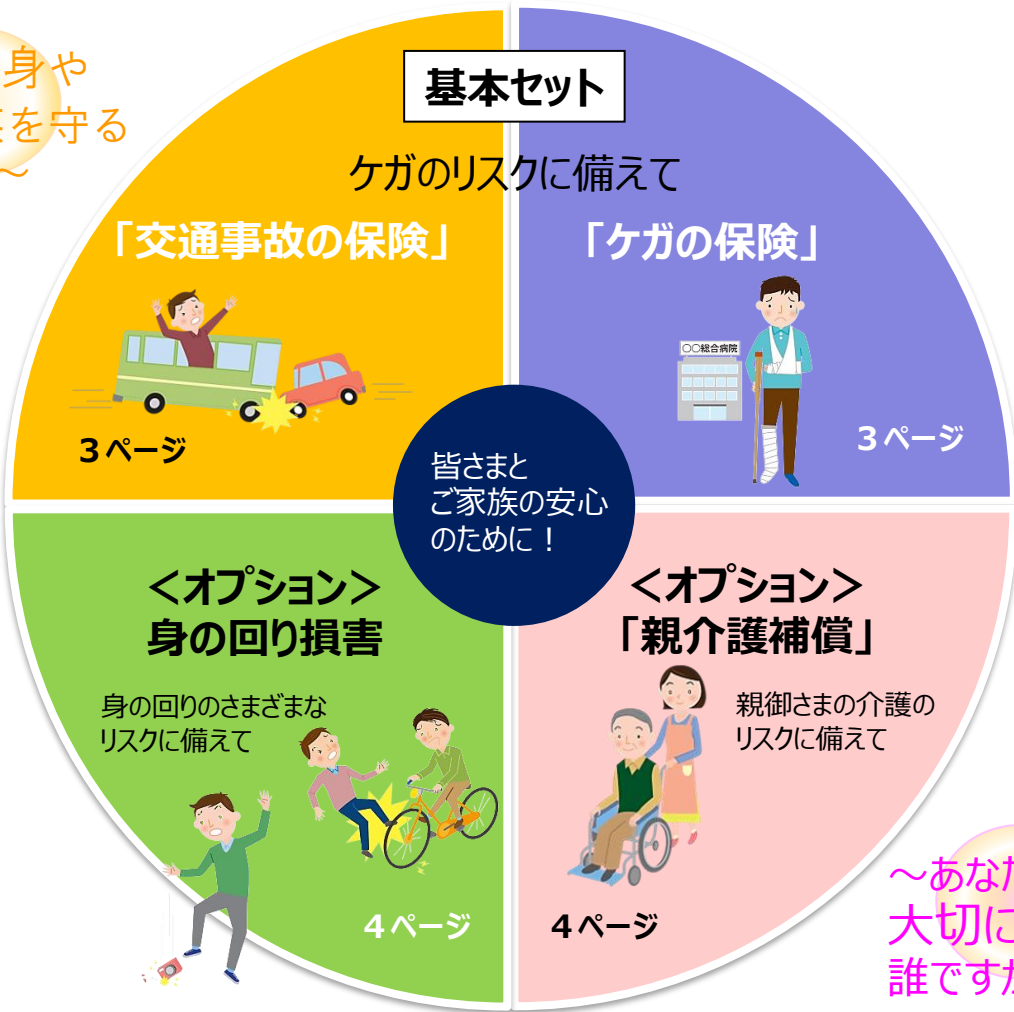 身や
を守る
～
基本セット
ケガのリスクに備えて
「交通事故の保険」
「ケガの保険」
〇〇総合病院
3ページ
3ページ
皆さまと
ご家族の安心
のために！
＜オプション＞
身の回り損害
身の回りのさまざまな
リスクに備えて
4ページ
＜オプション＞
「親介護補償」
親御さまの介護の
リスクに備えて
4ページ
～あな
大切に
誰ですか